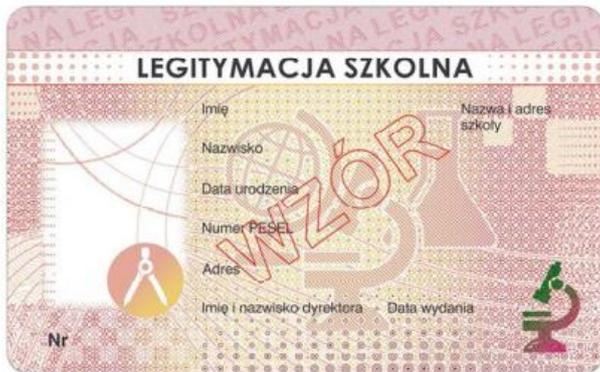 LEGITYMACJA SZKOLNA
Imię
Nazwa i adres
szkoły
Nazwisko
Data urodzenia
Numer PESEL
Adres
Imię i nazwisko dyrektora Data wydania
Nr
WZÓR